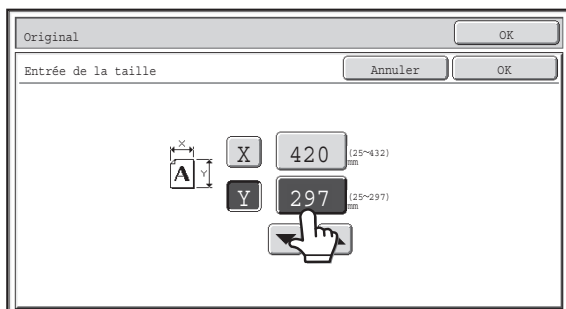 Original OK
Entrée de la taille Annuler OK
X
A Y
X 420 (25~432)
mm
Y 297 (25~297)
mm